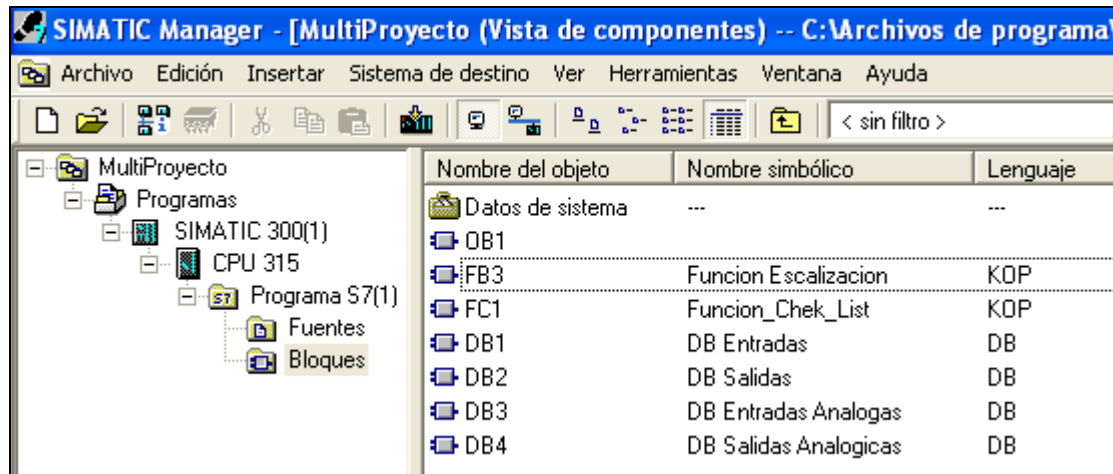 SIMATIC Manager - [MultiProyecto (Vista de componentes) -- C:\Archivos de programa\
Archivo Edición Insertar Sistema de destino Ver Herramientas Ventana Ayuda
< sin filtro >
MultiProyecto
Programas
SIMATIC 300(1)
CPU 315
S7 Programa S7(1)
Fuentes
Bloques
Nombre del objeto Nombre simbólico Lenguaje
Datos de sistema --- ---
OB1
FB3 Funcion Escalizacion KOP
FC1 Funcion_Chek_List KOP
DB1 DB Entradas DB
DB2 DB Salidas DB
DB3 DB Entradas Analogas DB
DB4 DB Salidas Analogicas DB